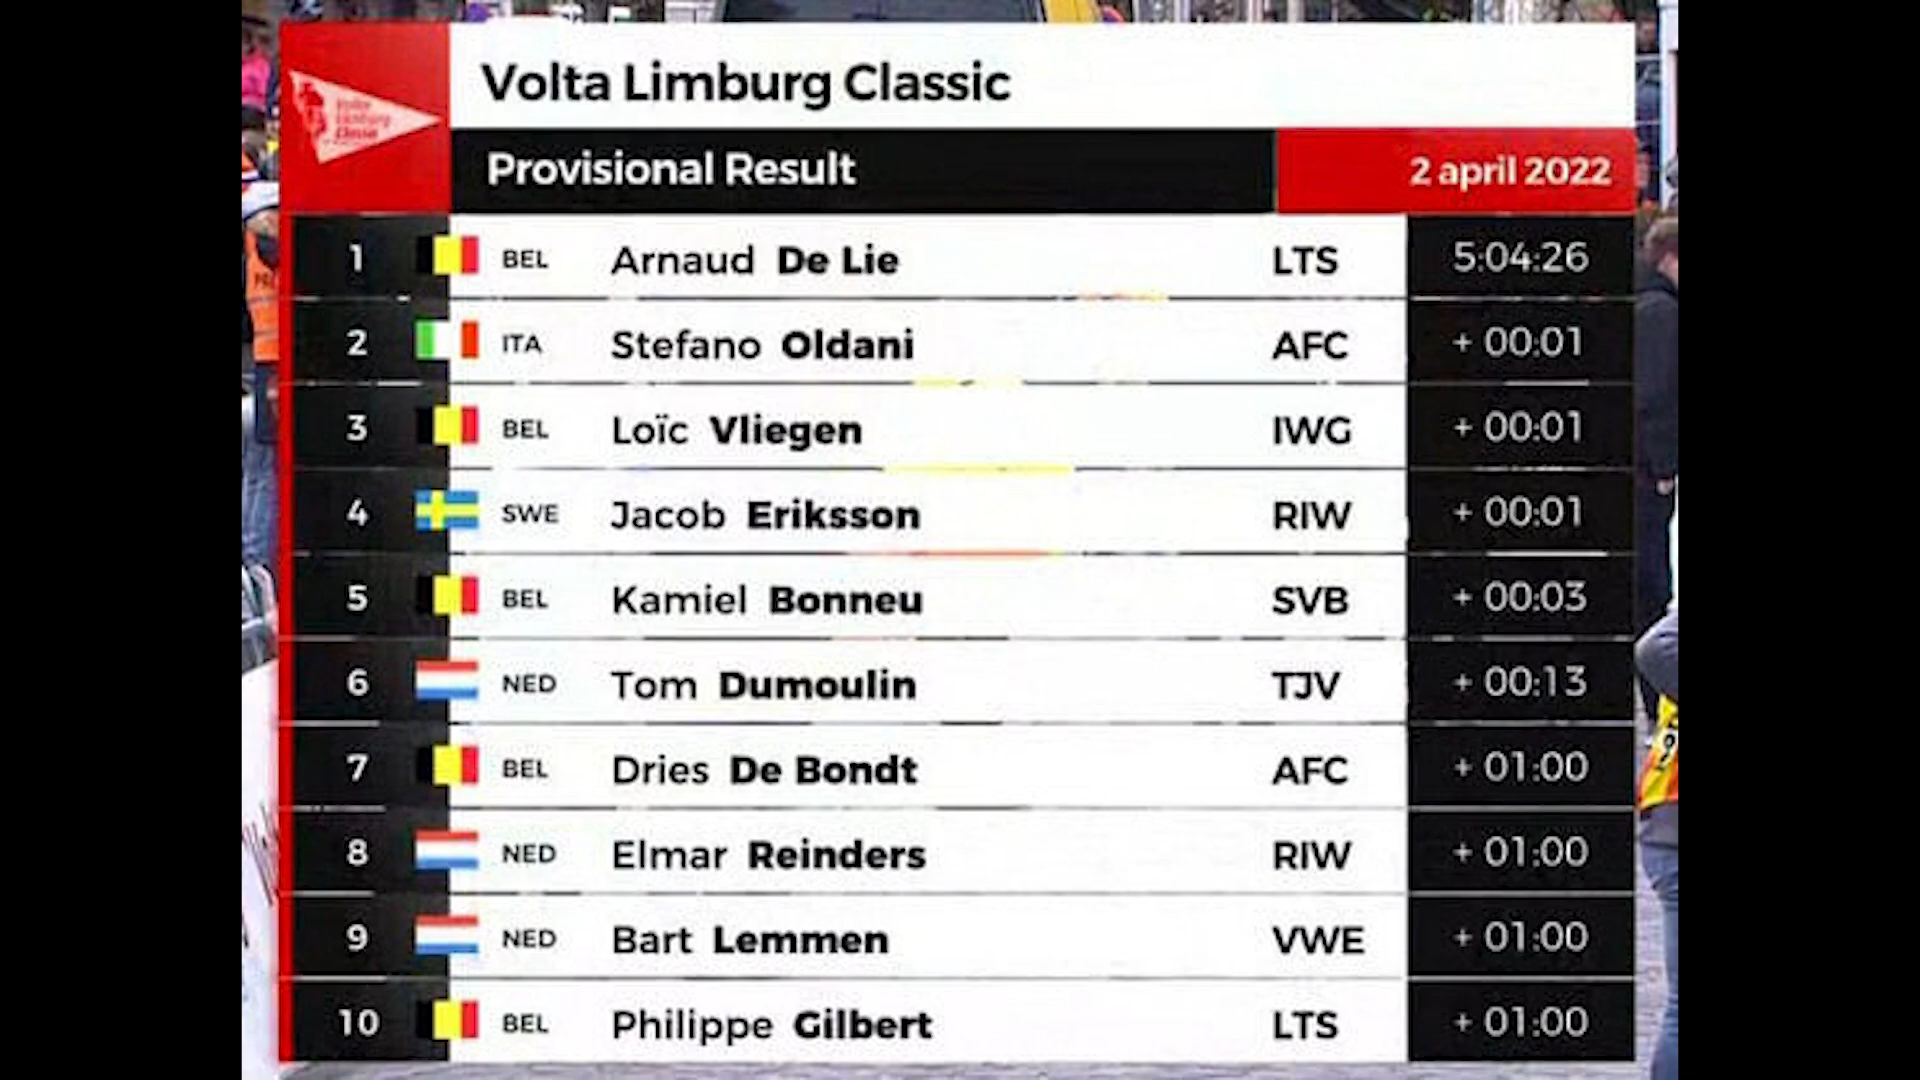 Volta Limburg Classic
Volta
Limburg
Classic
Provisional Result 2 april 2022
1 BEL Arnaud De Lie LTS 5:04:26
2 ITA Stefano Oldani AFC + 00:01
3 BEL Loïc Vliegen IWG + 00:01
4 SWE Jacob Eriksson RIW + 00:01
5 BEL Kamiel Bonneu SVB + 00:03
6 NED Tom Dumoulin TJV + 00:13
7 BEL Dries De Bondt AFC + 01:00
8 NED Elmar Reinders RIW + 01:00
9 NED Bart Lemmen VWE + 01:00
10 BEL Philippe Gilbert LTS + 01:00